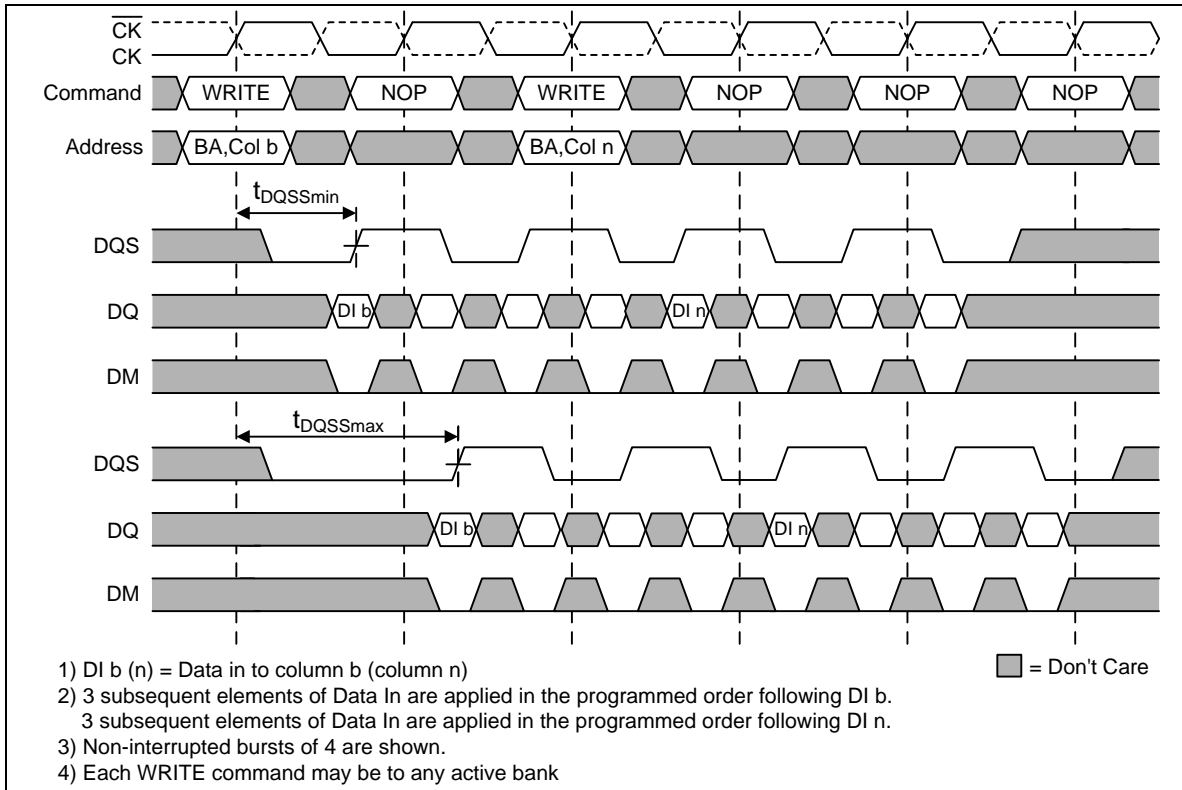 CK
CK
Command WRITE NOP WRITE NOP NOP NOP
Address BA,Col b BA,Col n
tDQSSmin
DQS
DQ DI b DI n
DM
tDQSSmax
DQS
DQ DI b DI n
DM
1) DI b (n) = Data in to column b (column n)
= Don't Care
2) 3 subsequent elements of Data In are applied in the programmed order following DI b.
3 subsequent elements of Data In are applied in the programmed order following DI n.
3) Non-interrupted bursts of 4 are shown.
4) Each WRITE command may be to any active bank